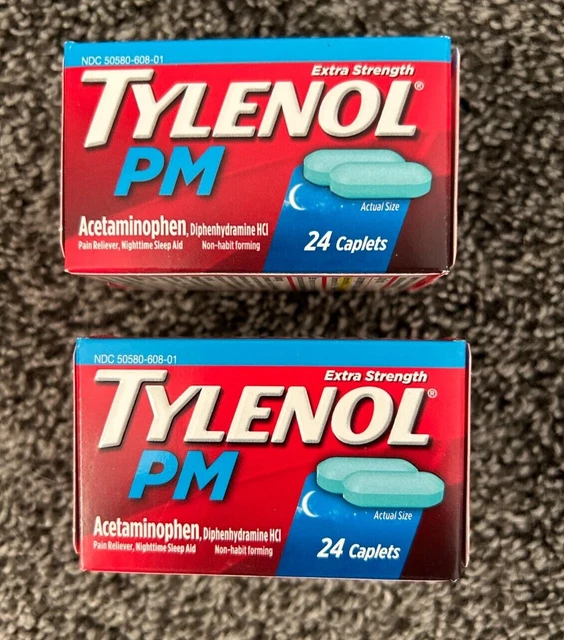 NDC 50580-608-01
Extra Strength
TYLENOL®
PM
Actual Size
Acetaminophen, Diphenhydramine HCl
Pain Reliever, Nighttime Sleep Aid Non-habit forming
24 Caplets
NDC 50580-608-01
Extra Strength
TYLENOL®
PM
Actual Size
Acetaminophen, Diphenhydramine HCl
Pain Reliever, Nighttime Sleep Aid Non-habit forming
24 Caplets